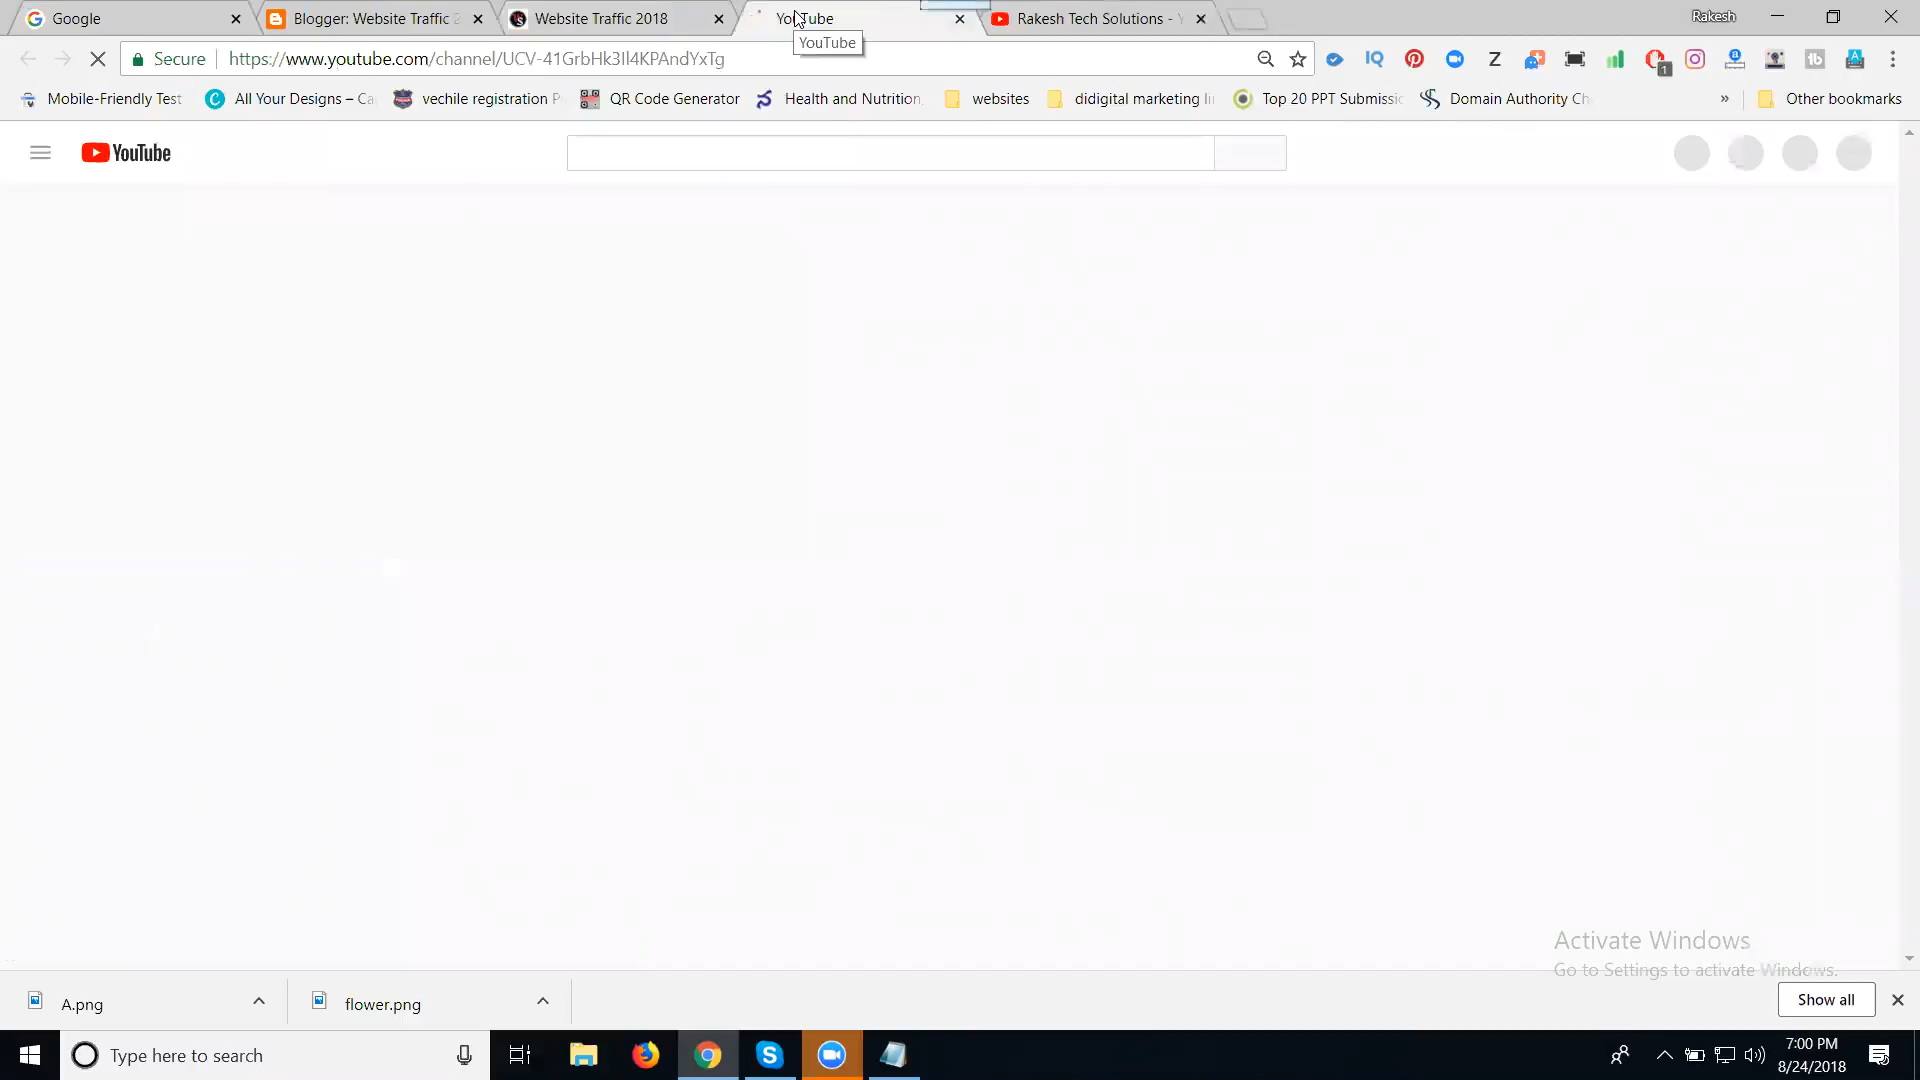 Google
Blogger: Website Traffic 2
Website Traffic 2018
YouTube
Rakesh Tech Solutions - Y
Rakesh
YouTube
Secure
https://www.youtube.com/channel/UCV-41GrbHk3Il4KPAndYxTg
Mobile-Friendly Test
All Your Designs – Ca
vechile registration P
QR Code Generator
Health and Nutrition
websites
didigital marketing li
Top 20 PPT Submissic
Domain Authority Ch
»
Other bookmarks
YouTube
Activate Windows
Go to Settings to activate Windows.
A.png
flower.png
Show all
Type here to search
7:00 PM
8/24/2018